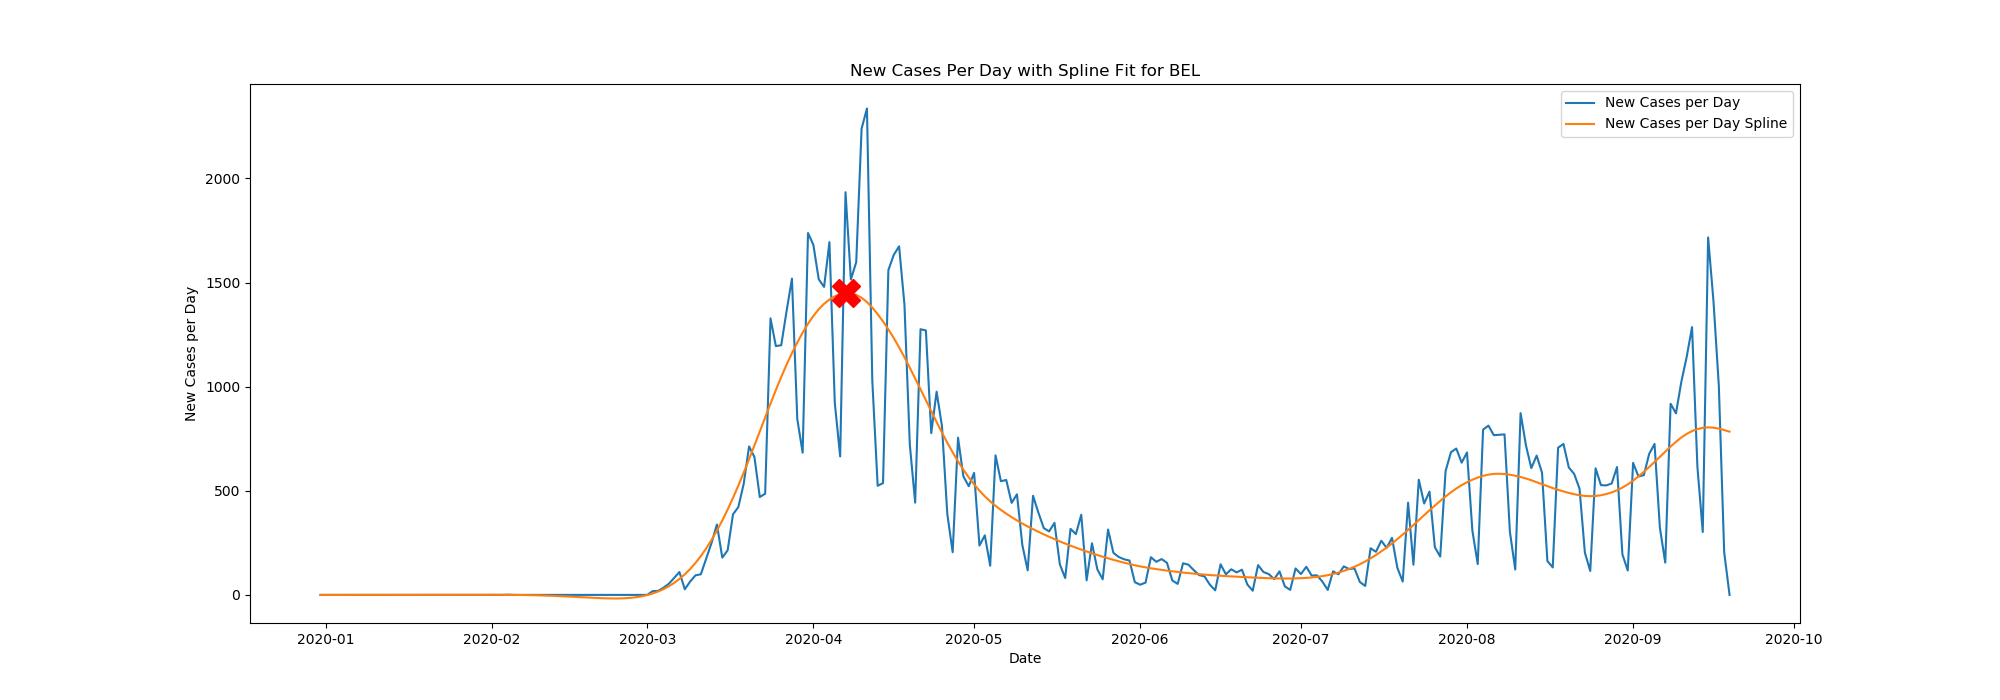 New Cases Per Day with Spline Fit for BEL
New Cases per Day
New Cases per Day Spline
2000
1500
1000
500
0
New Cases per Day
2020-01 2020-02 2020-03 2020-04 2020-05 2020-06 2020-07 2020-08 2020-09 2020-10
Date